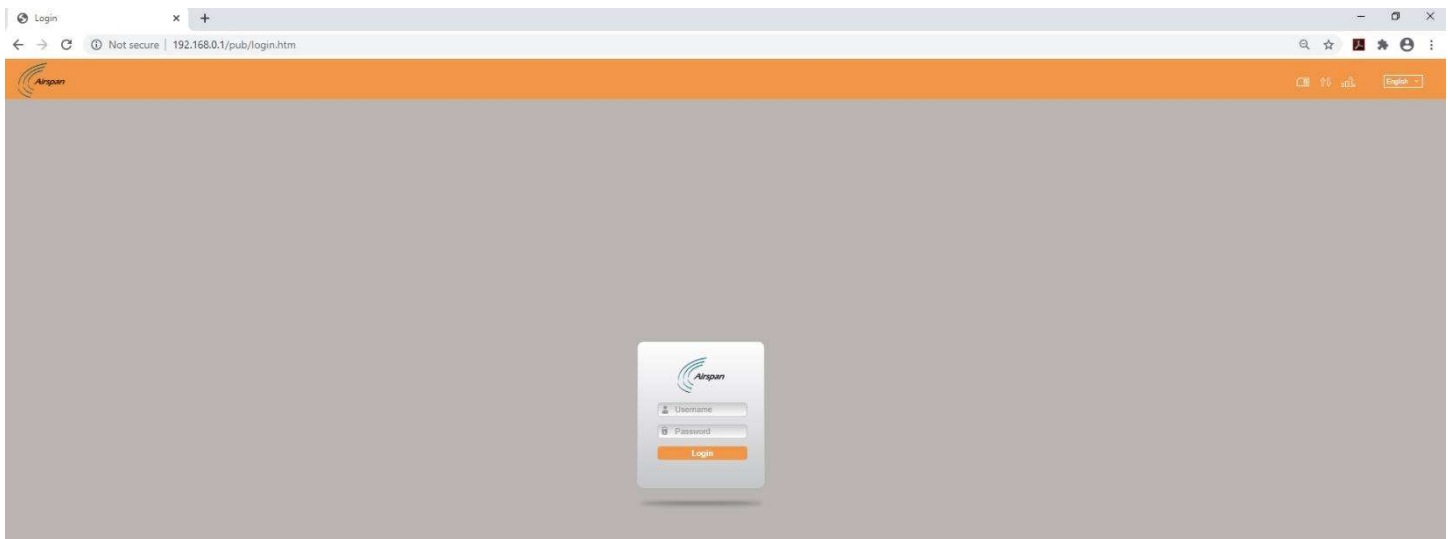 Login
Not secure | 192.168.0.1/pub/login.htm
Airspan
English
Airspan
Username
Password
Login